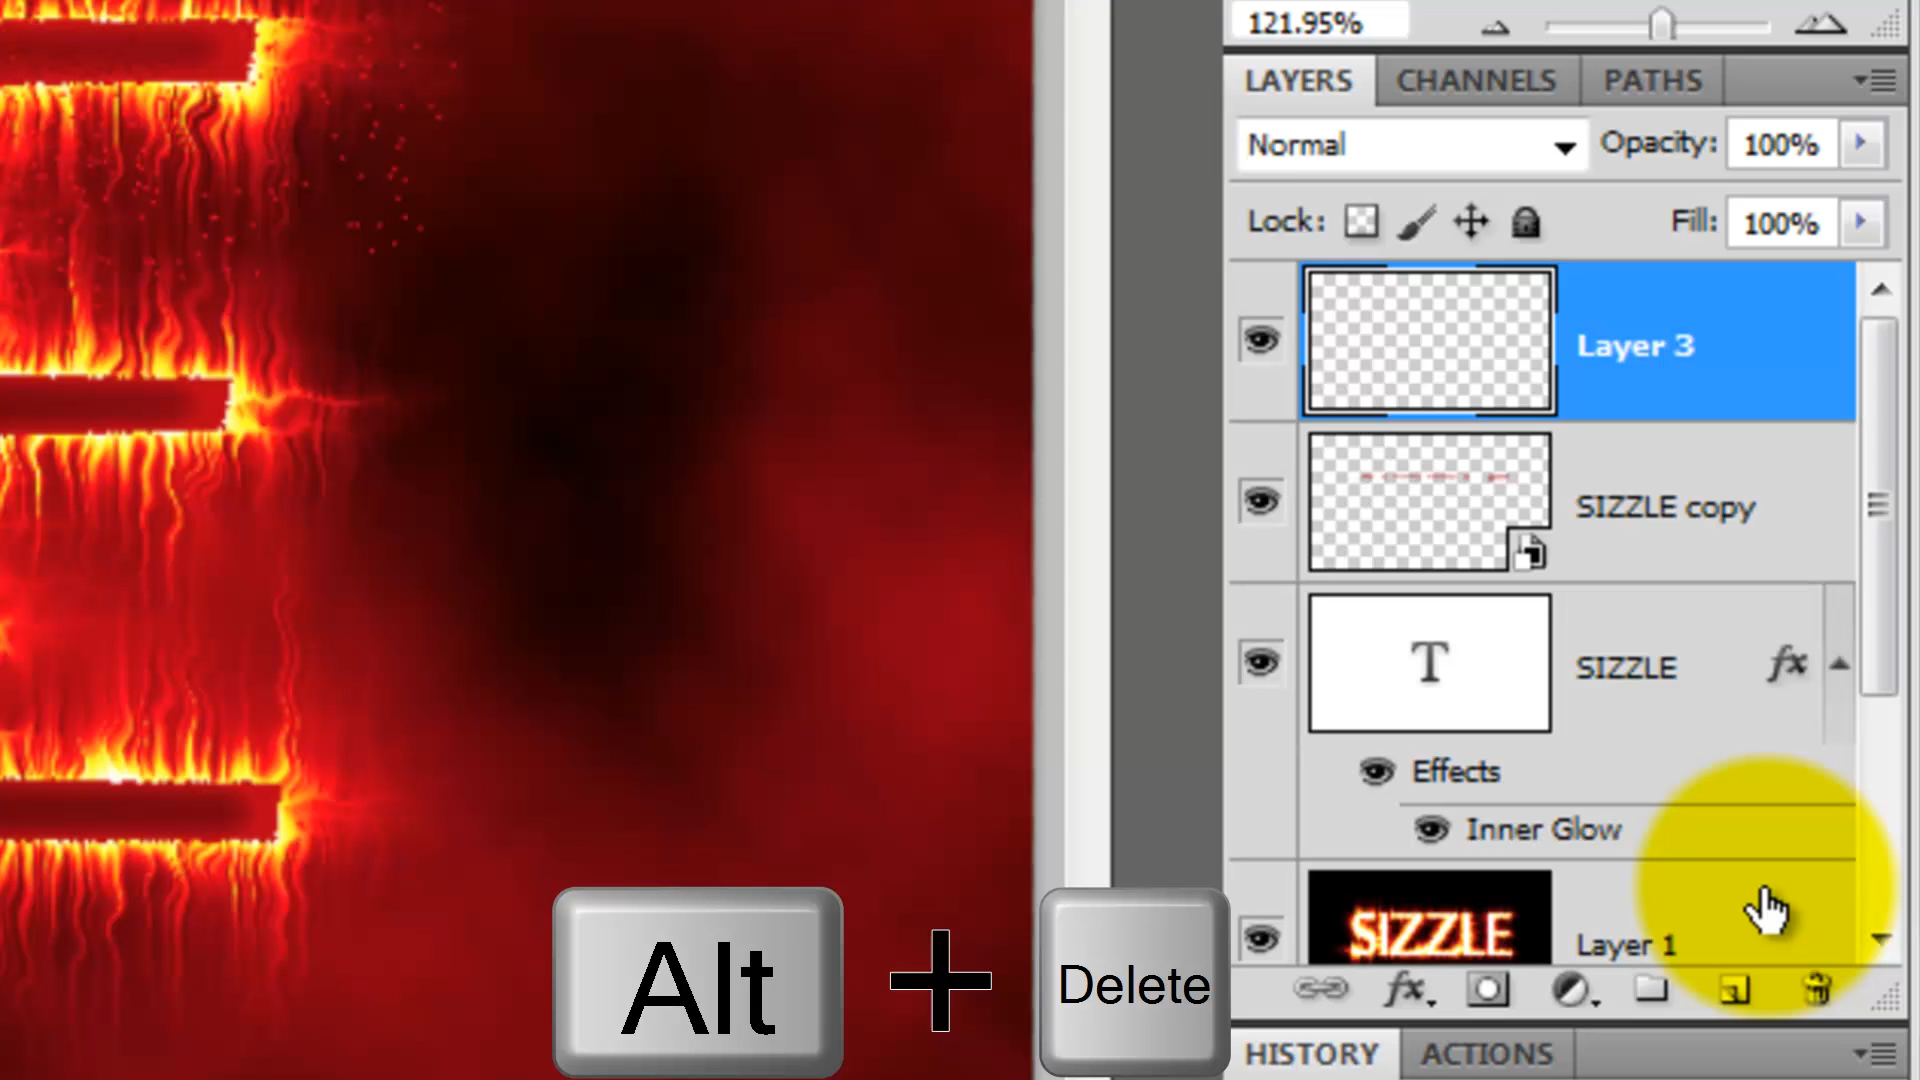 121.95%
LAYERS CHANNELS PATHS
Normal Opacity: 100%
Lock: Fill: 100%
Layer 3
SIZZLE copy
T SIZZLE fx
Effects
Inner Glow
SIZZLE Layer 1
fx
Alt + Delete
HISTORY ACTIONS